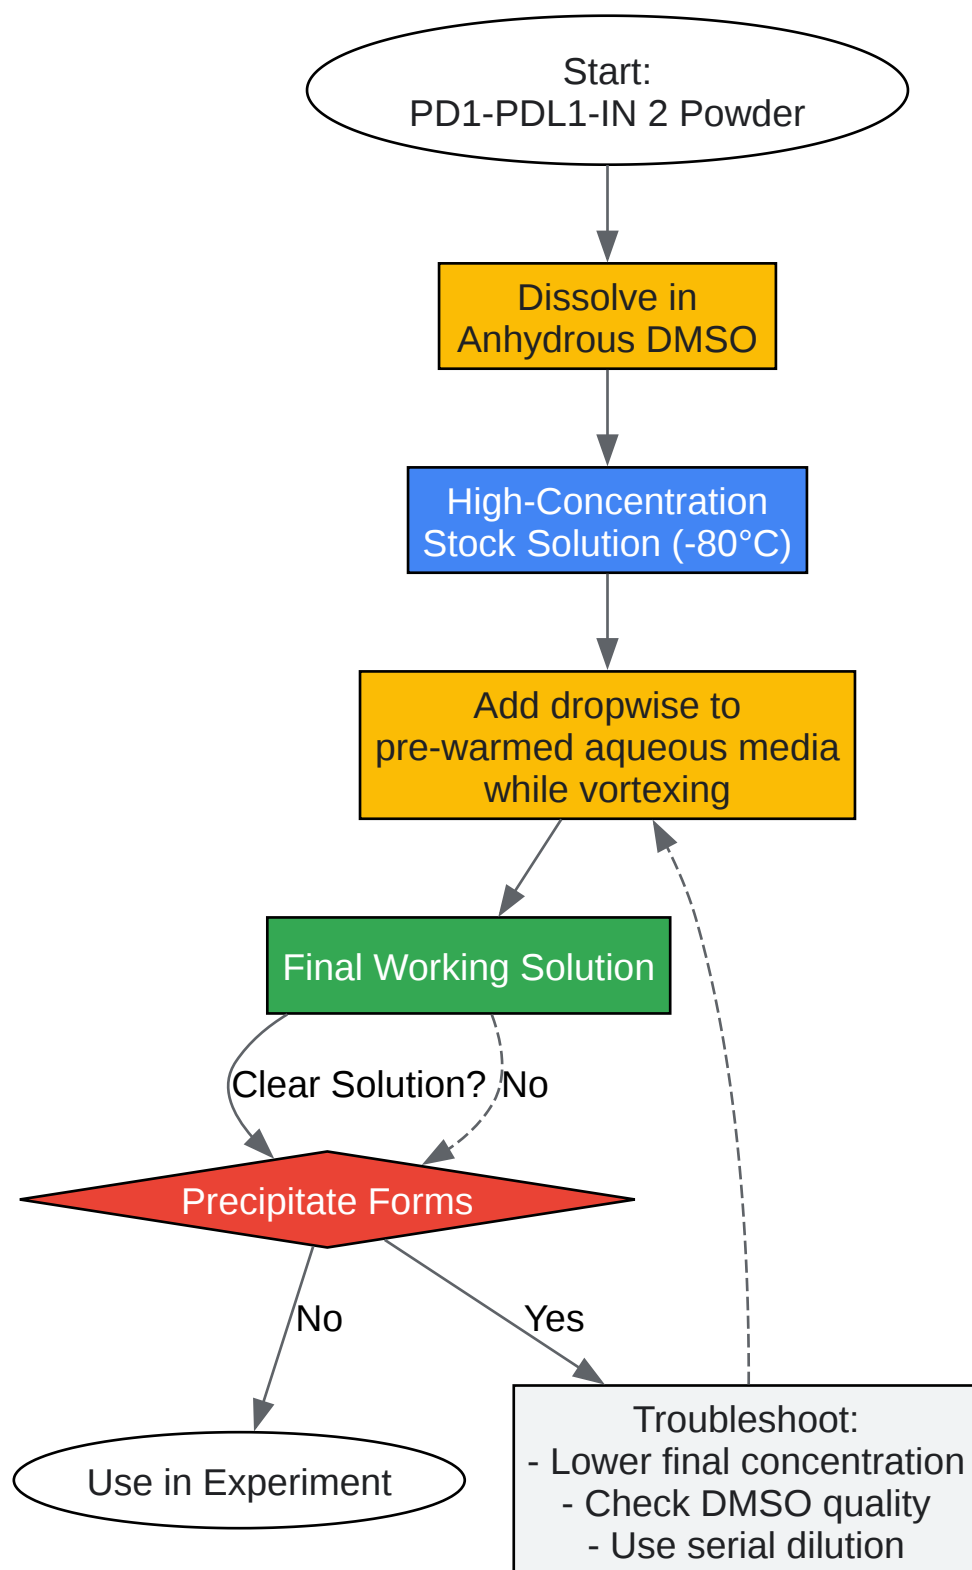 Start:
PD1-PDL1-IN 2 Powder
Dissolve in
Anhydrous DMSO
High-Concentration
Stock Solution (-80°C)
Add dropwise to
pre-warmed aqueous media
while vortexing
Final Working Solution
Clear Solution?
No
Precipitate Forms
No
Yes
Use in Experiment
Troubleshoot:
- Lower final concentration
- Check DMSO quality
- Use serial dilution